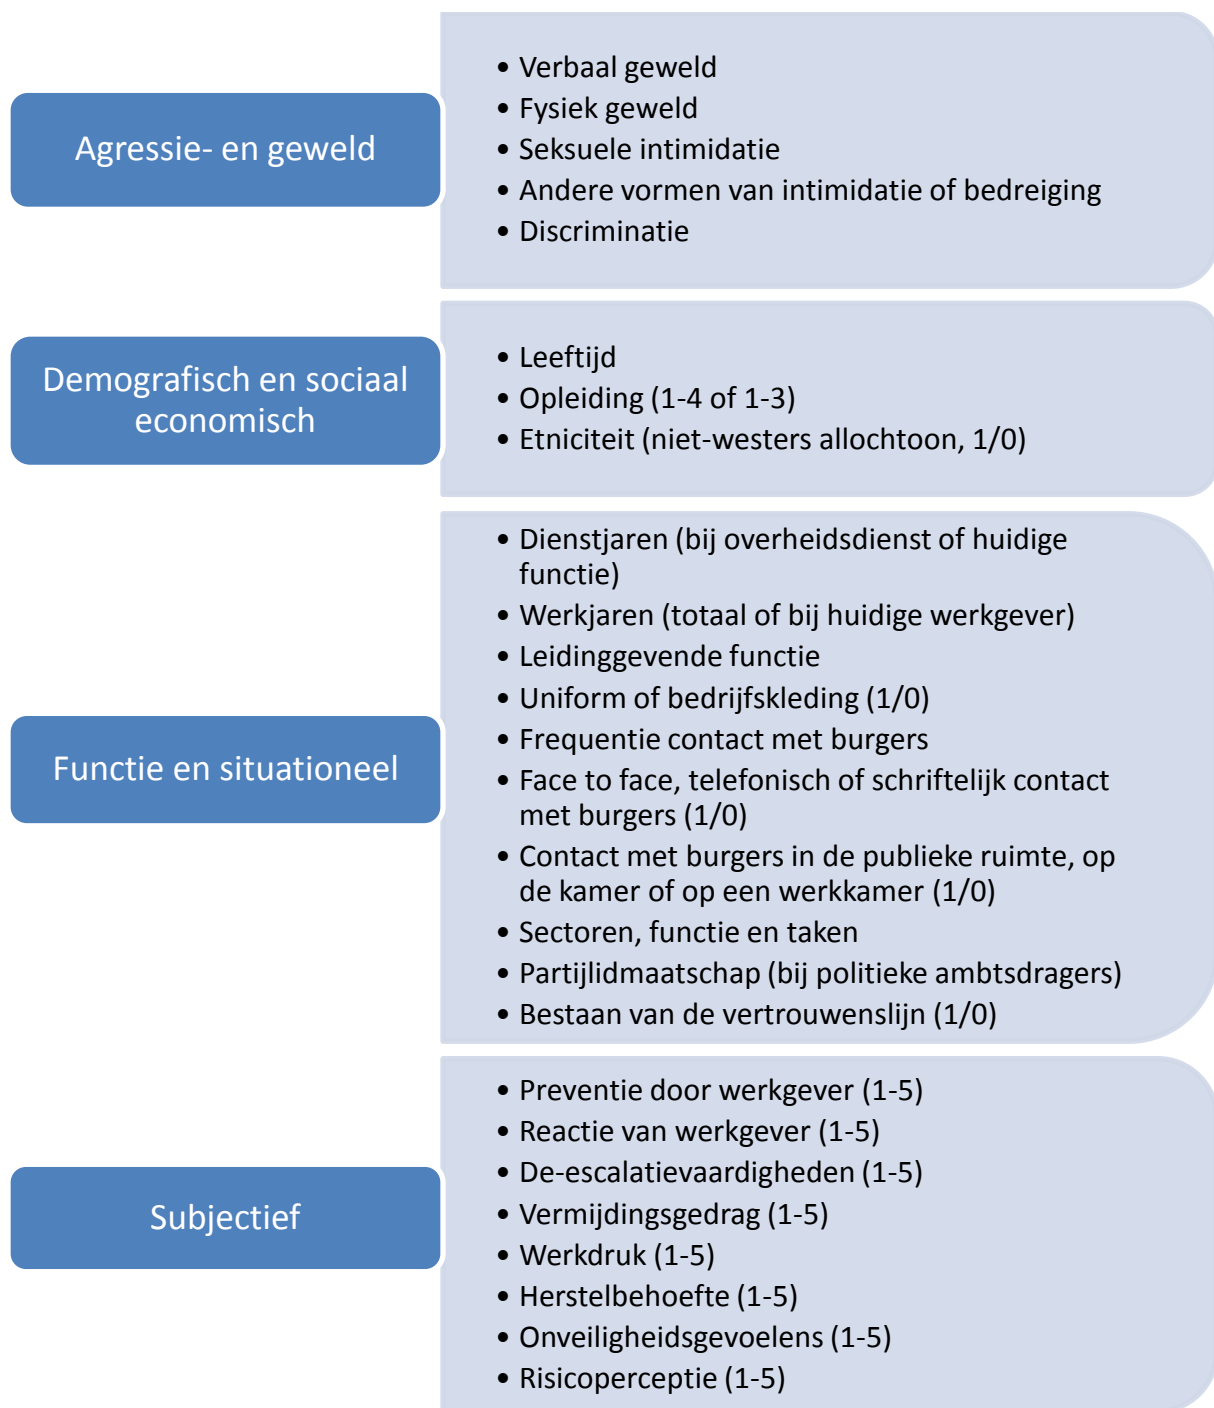 Agressie- en geweld
• Verbaal geweld
• Fysiek geweld
• Seksuele intimidatie
• Andere vormen van intimidatie of bedreiging
• Discriminatie
Demografisch en sociaal
economisch
• Leeftijd
• Opleiding (1-4 of 1-3)
• Etniciteit (niet-westers allochtoon, 1/0)
Functie en situationeel
• Dienstjaren (bij overheidsdienst of huidige
functie)
• Werkjaren (totaal of bij huidige werkgever)
• Leidinggevende functie
• Uniform of bedrijfskleding (1/0)
• Frequentie contact met burgers
• Face to face, telefonisch of schriftelijk contact
met burgers (1/0)
• Contact met burgers in de publieke ruimte, op
de kamer of op een werkkamer (1/0)
• Sectoren, functie en taken
• Partijlidmaatschap (bij politieke ambtsdragers)
• Bestaan van de vertrouwenslijn (1/0)
Subjectief
• Preventie door werkgever (1-5)
• Reactie van werkgever (1-5)
• De-escalatievaardigheden (1-5)
• Vermijdingsgedrag (1-5)
• Werkdruk (1-5)
• Herstelbehoefte (1-5)
• Onveiligheidsgevoelens (1-5)
• Risicoperceptie (1-5)